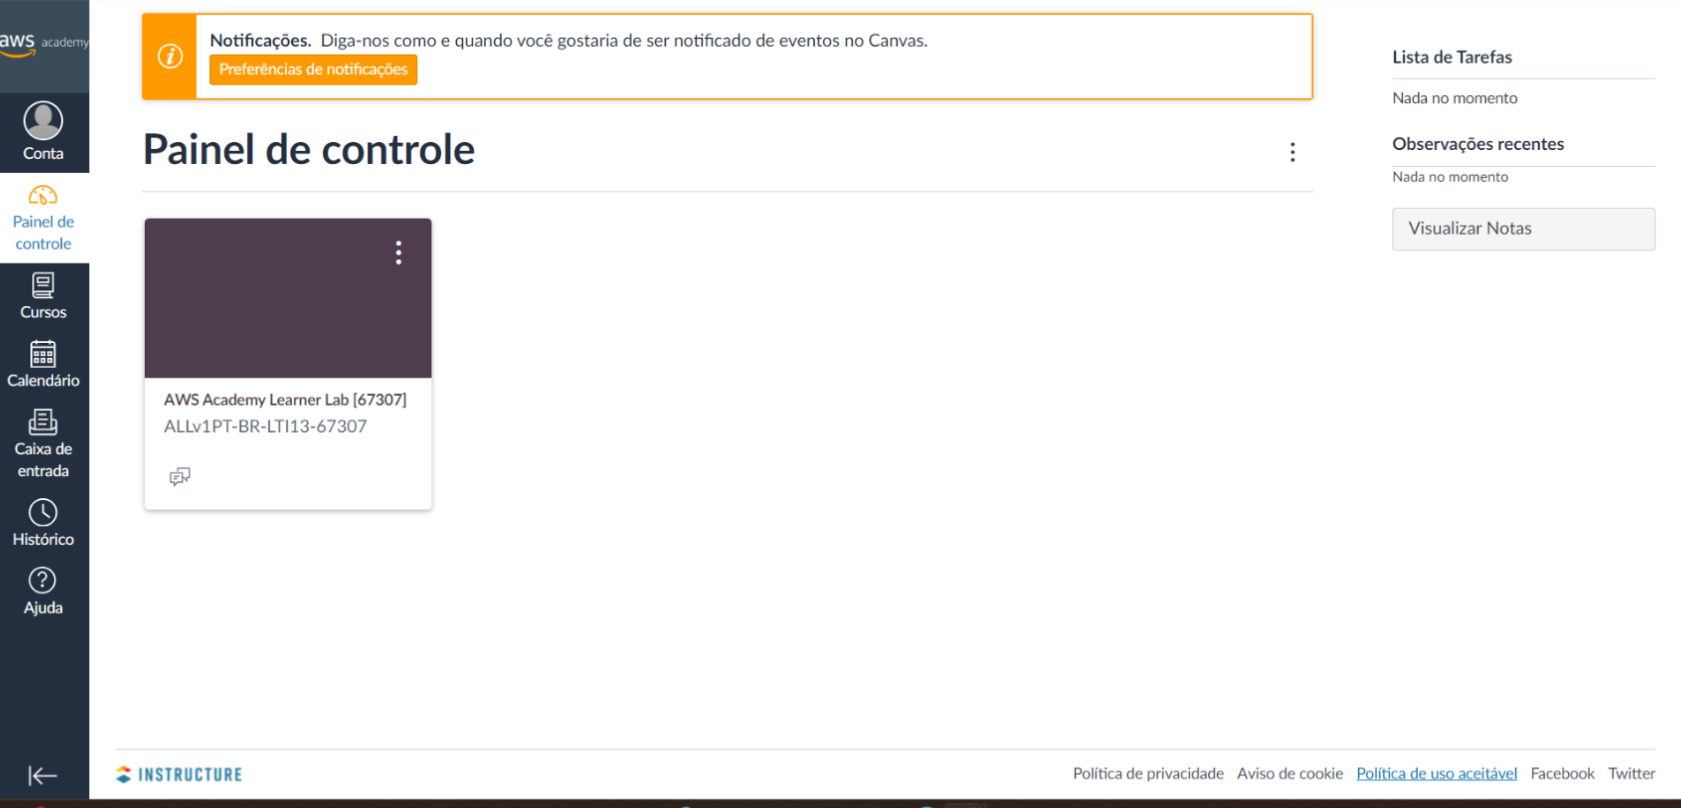 aws academy
Conta
Painel de
controle
Cursos
Calendário
Caixa de
entrada
Histórico
Ajuda
Notificações. Diga-nos como e quando você gostaria de ser notificado de eventos no Canvas.
Preferências de notificações
Painel de controle
AWS Academy Learner Lab [67307]
ALLv1PT-BR-LTI13-67307
Lista de Tarefas
Nada no momento
Observações recentes
Nada no momento
Visualizar Notas
INSTRUCTURE
Política de privacidade Aviso de cookie Política de uso aceitável Facebook Twitter